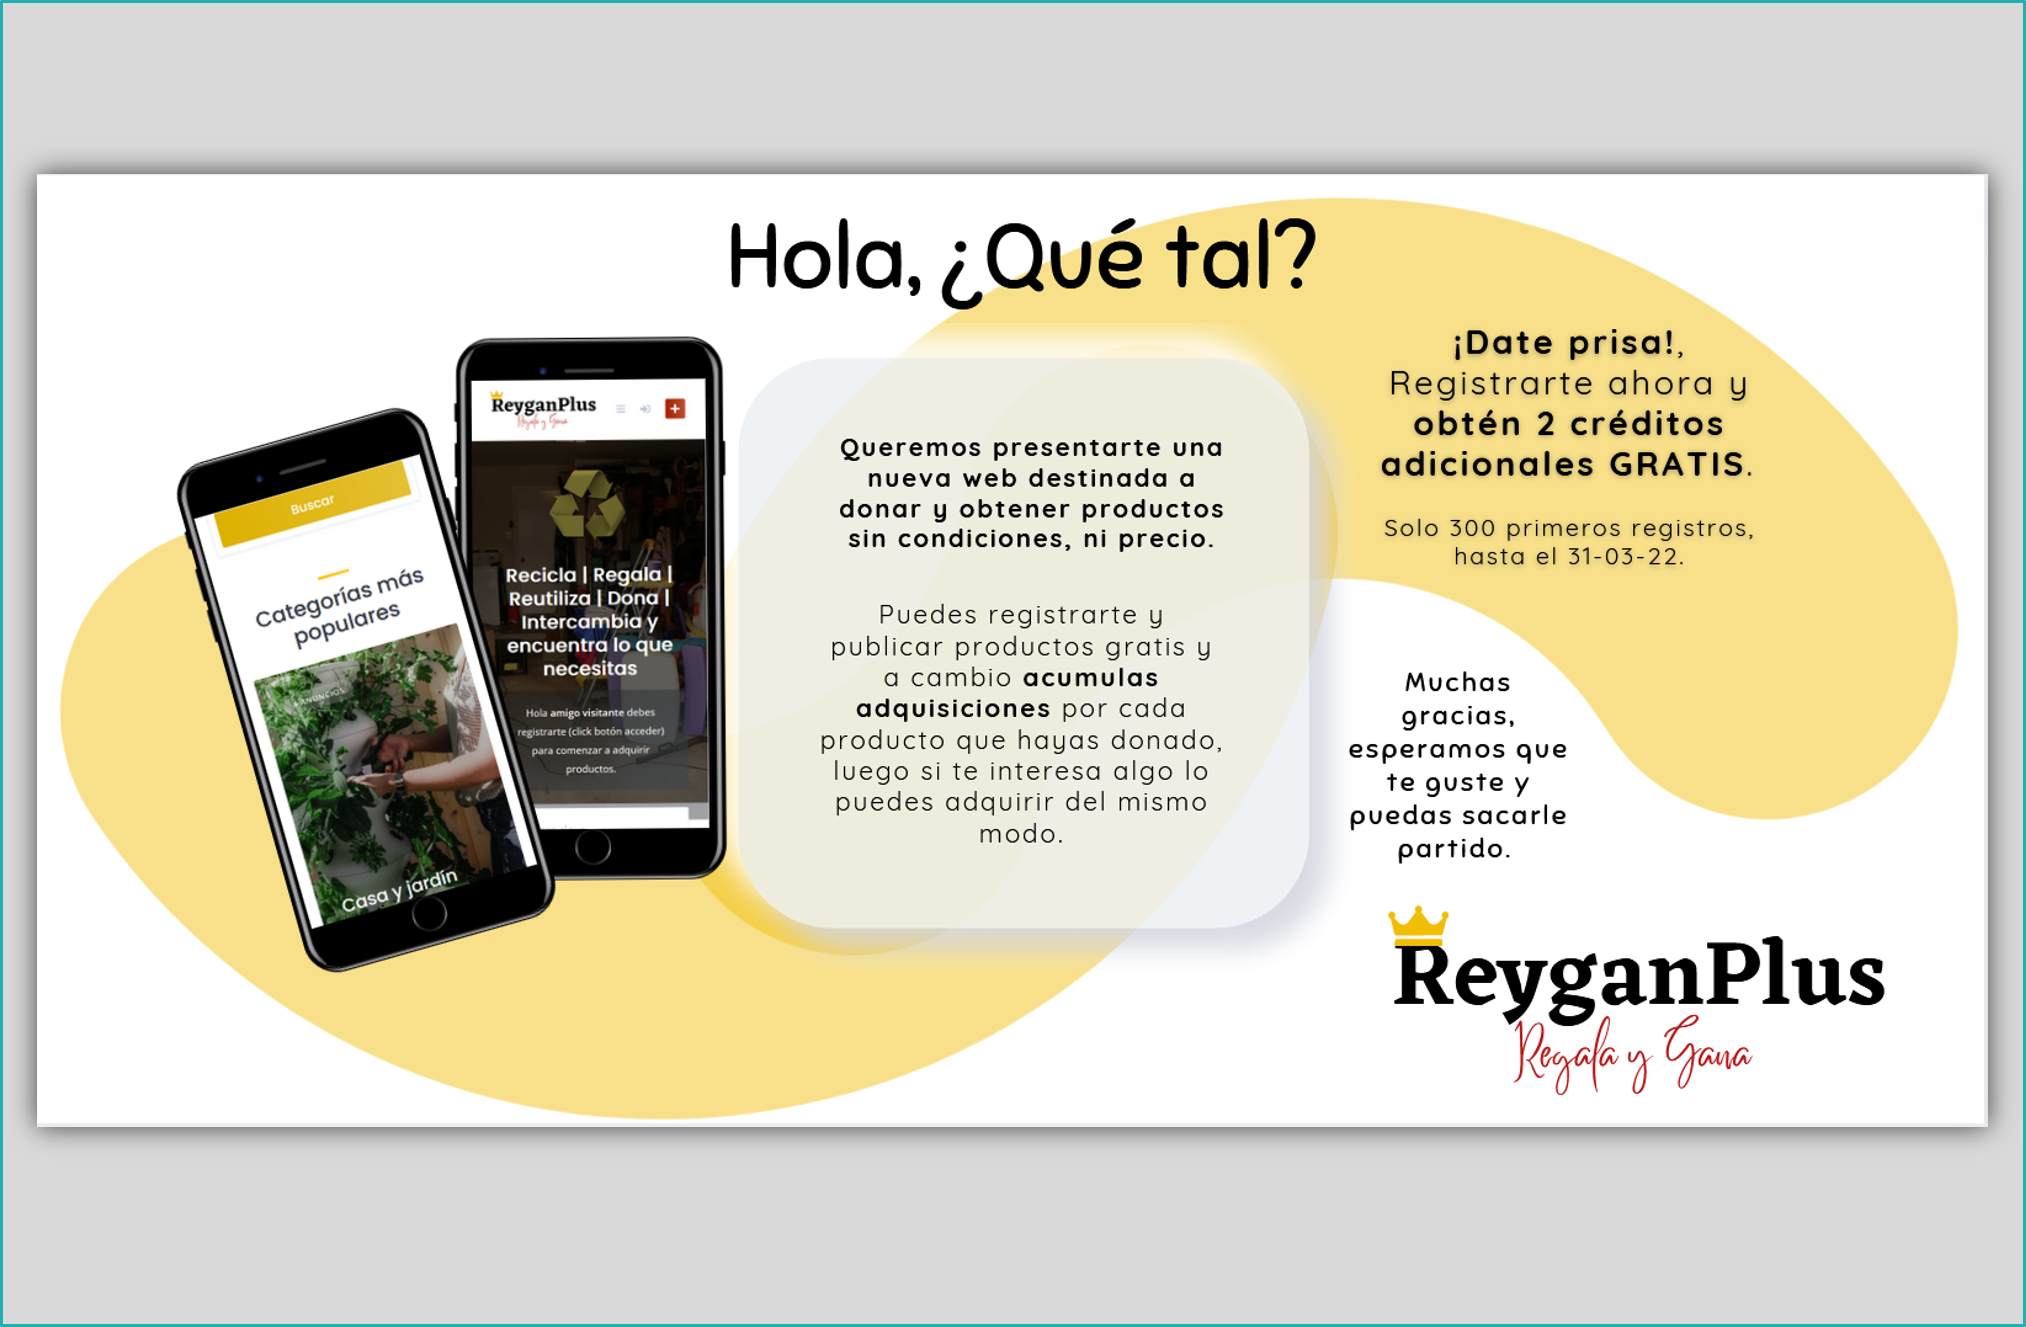 Hola, ¿Qué tal?
Buscar
Categorías más
populares
ANUNCIOS
Casa y jardín
ReyganPlus
Regala y Gana
Recicla | Regala |
Reutiliza | Dona |
Intercambia y
encuentra lo que
necesitas
Hola amigo visitante debes
registrarte (click botón acceder)
para comenzar a adquirir
productos.
Queremos presentarte una
nueva web destinada a
donar y obtener productos
sin condiciones, ni precio.
Puedes registrarte y
publicar productos gratis y
a cambio acumulas
adquisiciones por cada
producto que hayas donado,
luego si te interesa algo lo
puedes adquirir del mismo
modo.
¡Date prisa!,
Registrarte ahora y
obtén 2 créditos
adicionales GRATIS.
Solo 300 primeros registros,
hasta el 31-03-22.
Muchas
gracias,
esperamos que
te guste y
puedas sacarle
partido.
ReyganPlus
Regala y Gana